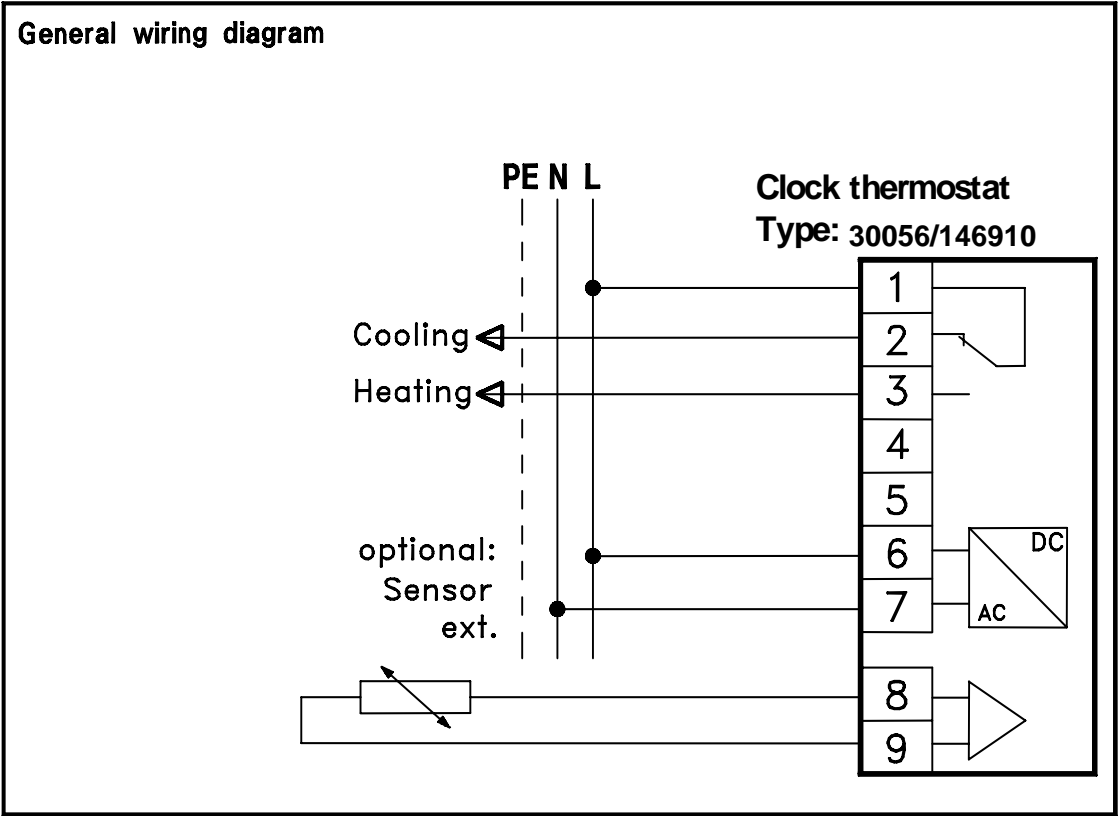 General wiring diagram
PE N L
Clock thermostat
Type: 30056/146910
1
Cooling
2
Heating
3
4
5
optional:
6
DC
Sensor
7
AC
ext.
8
9